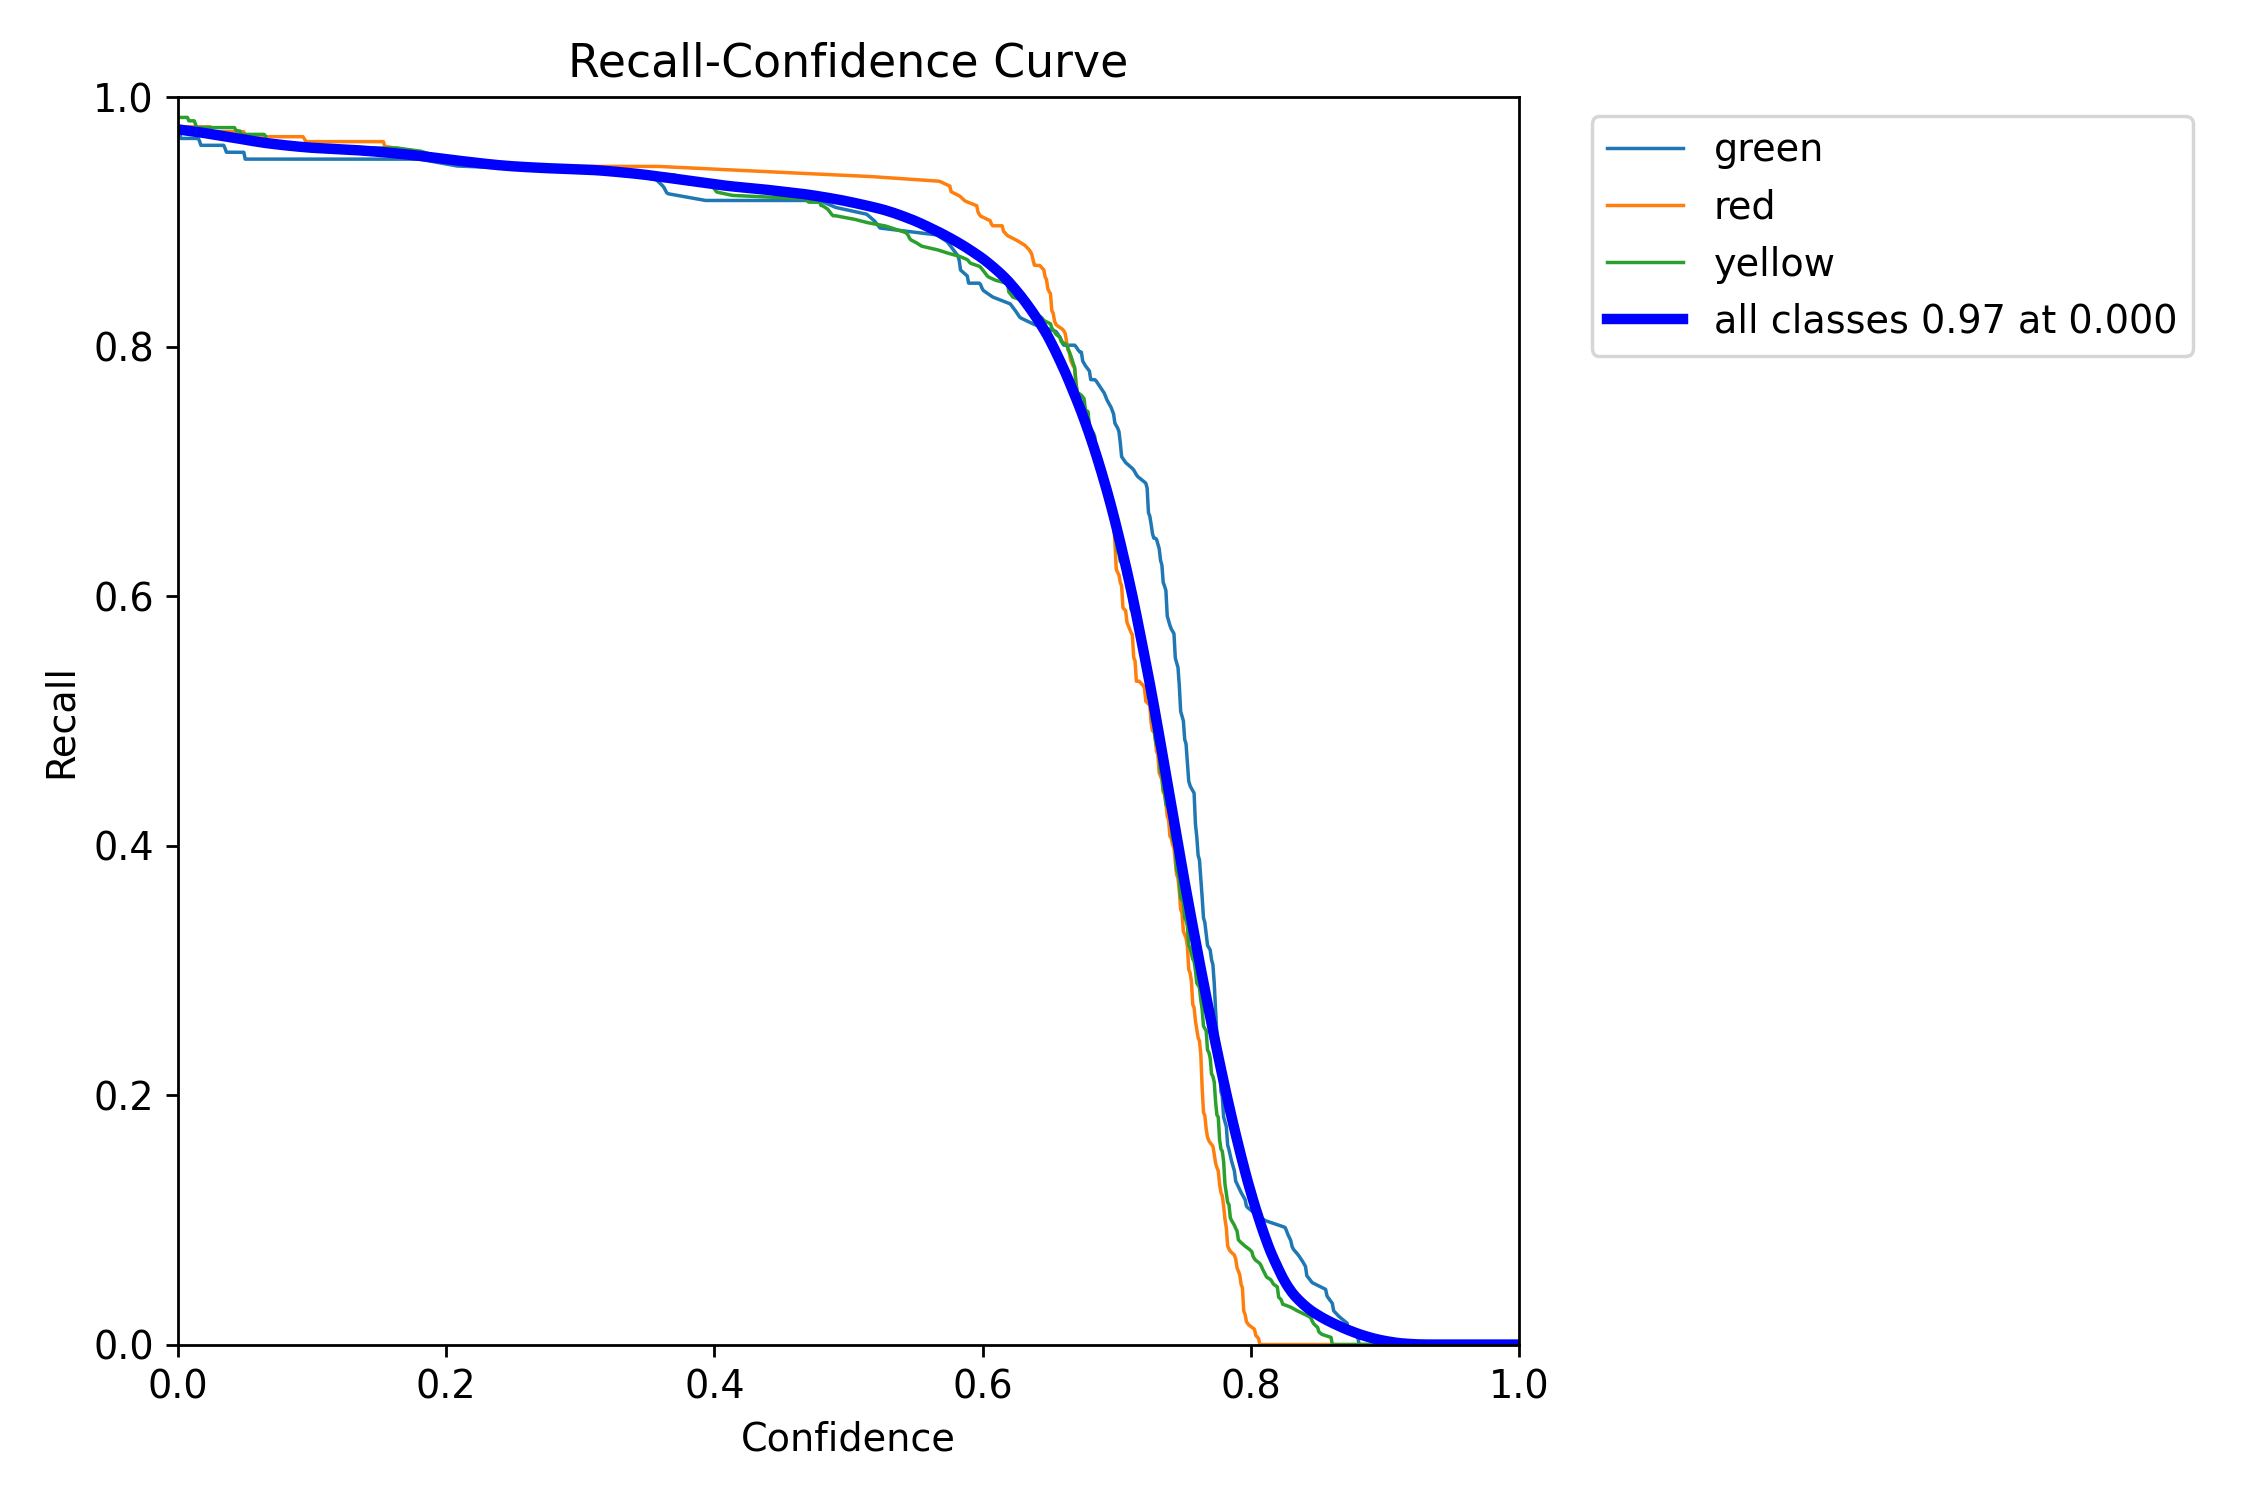 Recall-Confidence Curve
1.0
0.8
0.6
0.4
0.2
0.0
Recall
0.0 0.2 0.4 0.6 0.8 1.0
Confidence
green
red
yellow
all classes 0.97 at 0.000